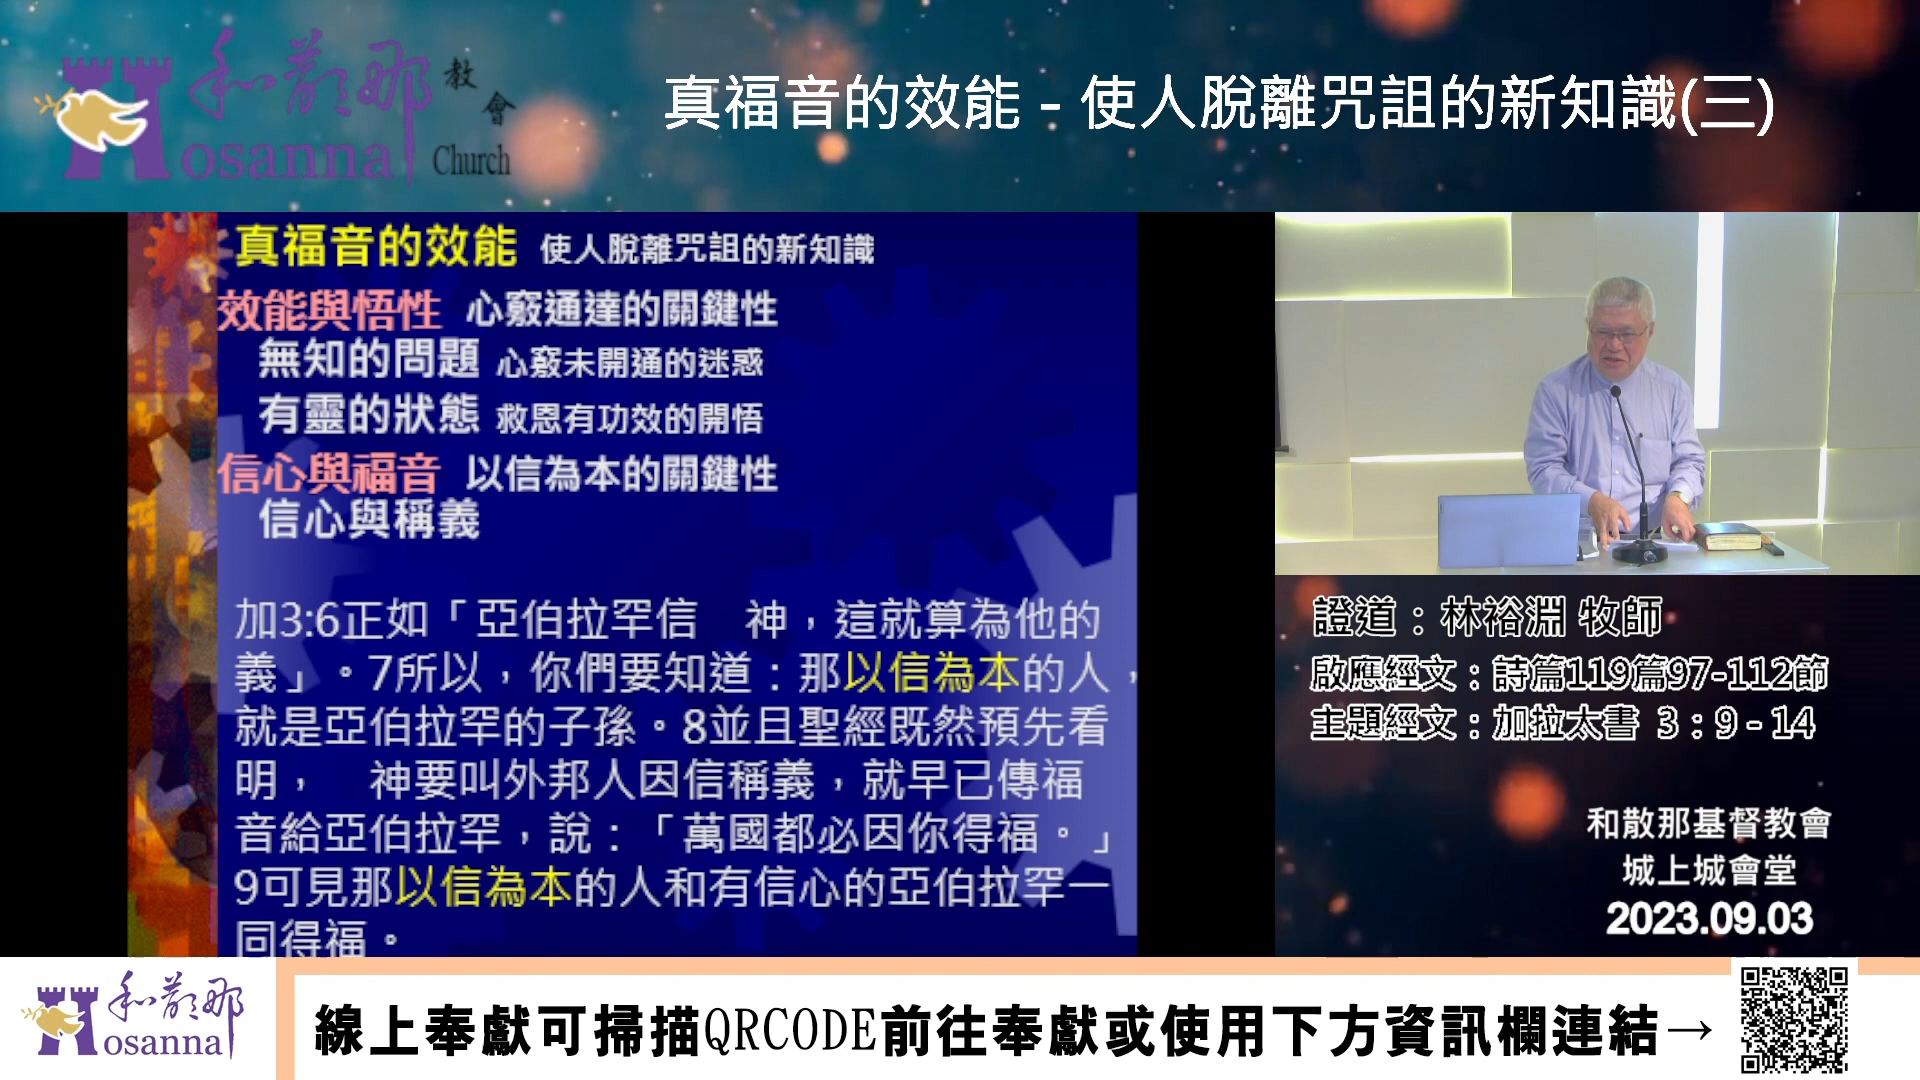 和散那
教
會
osanna
Church
真福音的效能 - 使人脫離咒詛的新知識(三)
真福音的效能 使人脫離咒詛的新知識
效能與悟性 心竅通達的關鍵性
無知的問題 心竅未開通的迷惑
有靈的狀態 救恩有功效的開悟
信心與福音 以信為本的關鍵性
信心與稱義
加3:6正如「亞伯拉罕信　神，這就算為他的
義」。7所以，你們要知道：那以信為本的人，
就是亞伯拉罕的子孫。8並且聖經既然預先看
明，　神要叫外邦人因信稱義，就早已傳福
音給亞伯拉罕，說：「萬國都必因你得福。」
9可見那以信為本的人和有信心的亞伯拉罕一
同得福。
證道：林裕淵 牧師
啟應經文：詩篇119篇97-112節
主題經文：加拉太書 3：9 - 14
和散那基督教會
城上城會堂
2023.09.03
和散那
osanna
線上奉獻可掃描QRCODE前往奉獻或使用下方資訊欄連結→